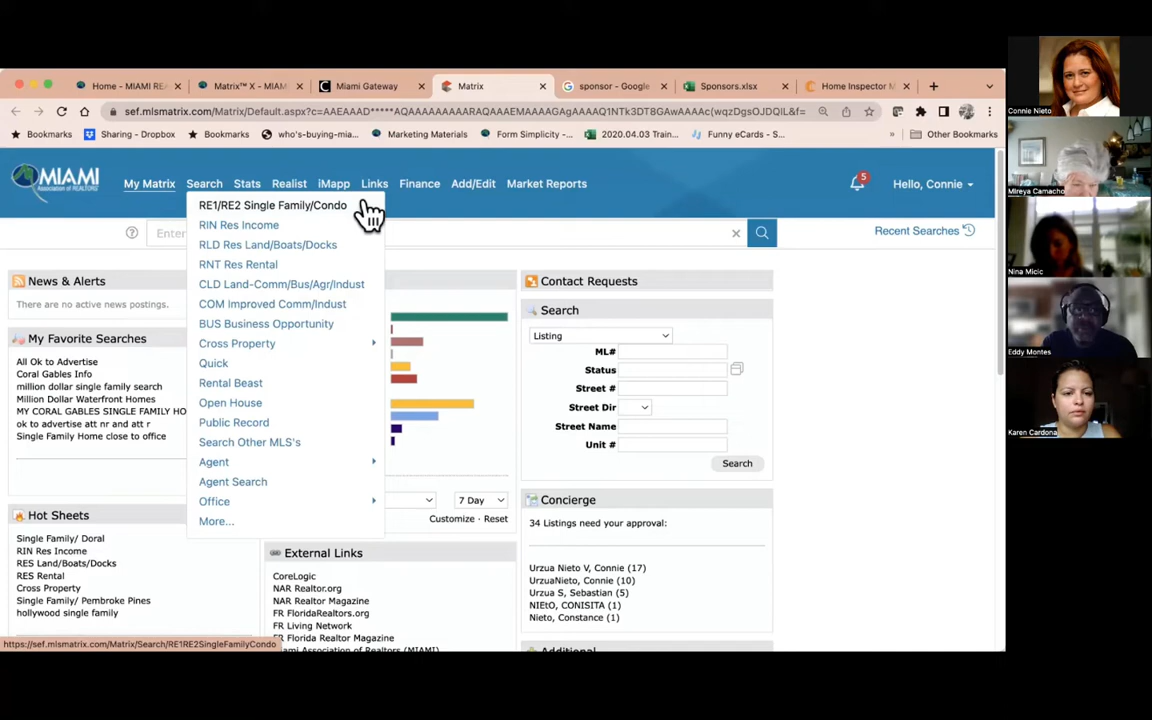 Home - MIAMI RE
Matrix™ X - MIAMI
Miami Gateway
Matrix
sponsor - Google
Sponsors.xlsx
Home Inspector M
sef.mlsmatrix.com/Matrix/Default.aspx?c=AAEAAAD*****AQAAAAAAAAARAQAAAEMAAAAGAgAAAAQ1NTk3DT8GAwAAAAc(wqzDgsOJDQIL&f=
Bookmarks
Sharing - Dropbox
Bookmarks
who's-buying-mia...
Marketing Materials
Form Simplicity -...
2020.04.03 Train...
Funny eCards - S...
»
Other Bookmarks
MIAMI
Association of REALTORS
My Matrix
Search
Stats
Realist
iMapp
Links
Finance
Add/Edit
Market Reports
5
Hello, Connie
Enter
Recent Searches
RE1/RE2 Single Family/Condo
RIN Res Income
RLD Res Land/Boats/Docks
RNT Res Rental
CLD Land-Comm/Bus/Agr/Indust
COM Improved Comm/Indust
BUS Business Opportunity
Cross Property
Quick
Rental Beast
Open House
Public Record
Search Other MLS's
Agent
Agent Search
Office
More...
News & Alerts
There are no active news postings.
My Favorite Searches
All Ok to Advertise
Coral Gables Info
million dollar single family search
Million Dollar Waterfront Homes
MY CORAL GABLES SINGLE FAMILY HO
ok to advertise att nr and att r
Single Family Home close to office
Hot Sheets
Single Family/ Doral
RIN Res Income
RES Land/Boats/Docks
RES Rental
Cross Property
Single Family/ Pembroke Pines
hollywood single family
7 Day
Customize · Reset
External Links
CoreLogic
NAR Realtor.org
NAR Realtor Magazine
FR FloridaRealtors.org
FR Living Network
FR Florida Realtor Magazine
Miami Association of Realtors (MIAMI)
Contact Requests
Search
Listing
ML#
Status
Street #
Street Dir
Street Name
Unit #
Search
Concierge
34 Listings need your approval:
Urzua Nieto V, Connie (17)
UrzuaNieto, Connie (10)
Urzua S, Sebastian (5)
NIEtO, CONISITA (1)
Nieto, Constance (1)
Additional
https://sef.mlsmatrix.com/Matrix/Search/RE1RE2SingleFamilyCondo
Connie Nieto
Mireya Camacho
Nina Micic
Eddy Montes
Karen Cardona